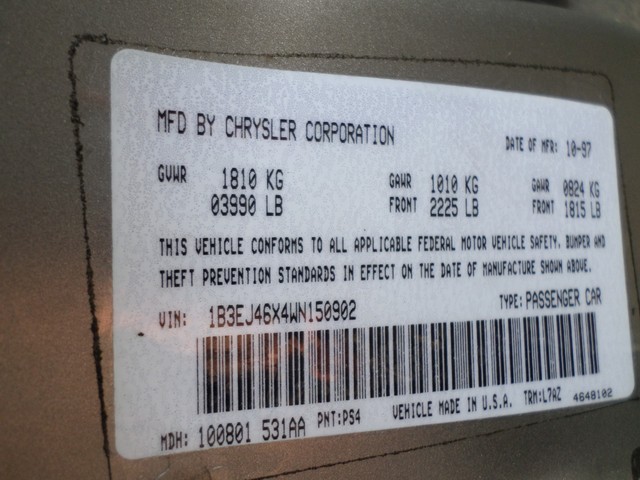 MFD BY CHRYSLER CORPORATION DATE OF MFR: 10-97
GVWR 1810 KG GAWR 1010 KG GAWR 0824 KG
03990 LB FRONT 2225 LB FRONT 1815 LB
THIS VEHICLE CONFORMS TO ALL APPLICABLE FEDERAL MOTOR VEHICLE SAFETY, BUMPER AND
THEFT PREVENTION STANDARDS IN EFFECT ON THE DATE OF MANUFACTURE SHOWN ABOVE.
VIN: 1B3EJ46X4WN150902 TYPE: PASSENGER CAR
MDH: 100801 531AA PNT:PS4 VEHICLE MADE IN U.S.A. TRM:L7AZ 4648102